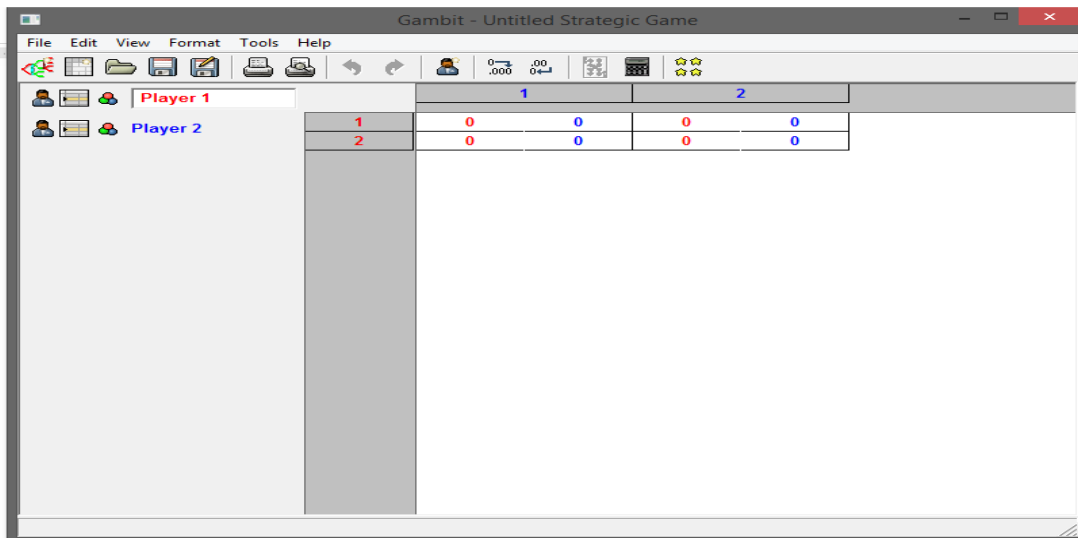 Gambit - Untitled Strategic Game
File Edit View Format Tools Help
Player 1
1 2
Player 2
1 0 0 0 0
2 0 0 0 0